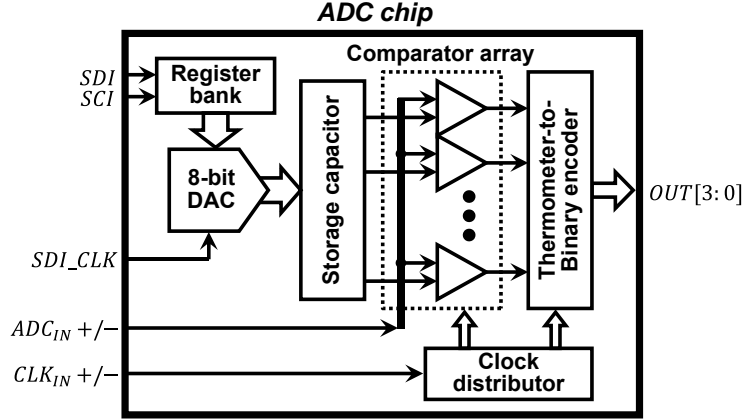 ADC chip
Comparator array
SDI
SCI
Register
bank
8-bit
DAC
Storage capacitor
Thermometer-to-
Binary encoder
OUT[3:0]
SDI_CLK
ADC_IN +/−
CLK_IN +/−
Clock
distributor